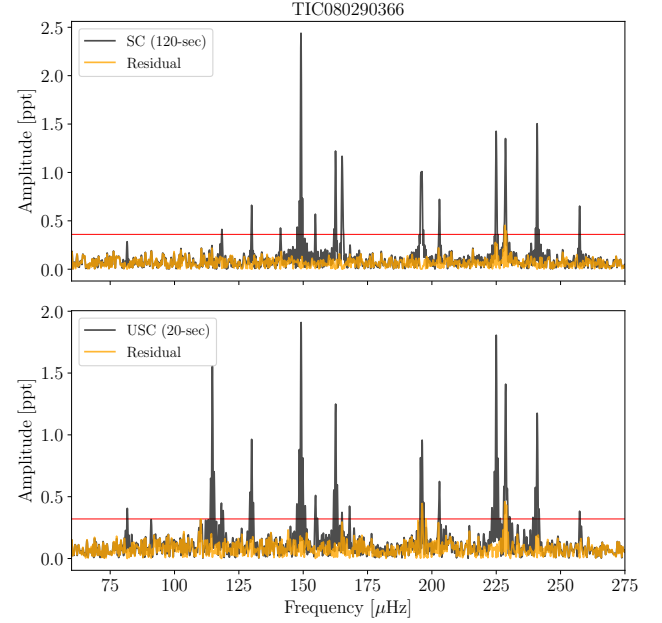 TIC080290366
2.5
2.0
1.5
1.0
0.5
0.0
Amplitude [ppt]
SC (120-sec)
Residual
2.0
1.5
1.0
0.5
0.0
Amplitude [ppt]
USC (20-sec)
Residual
75 100 125 150 175 200 225 250 275
Frequency [μHz]